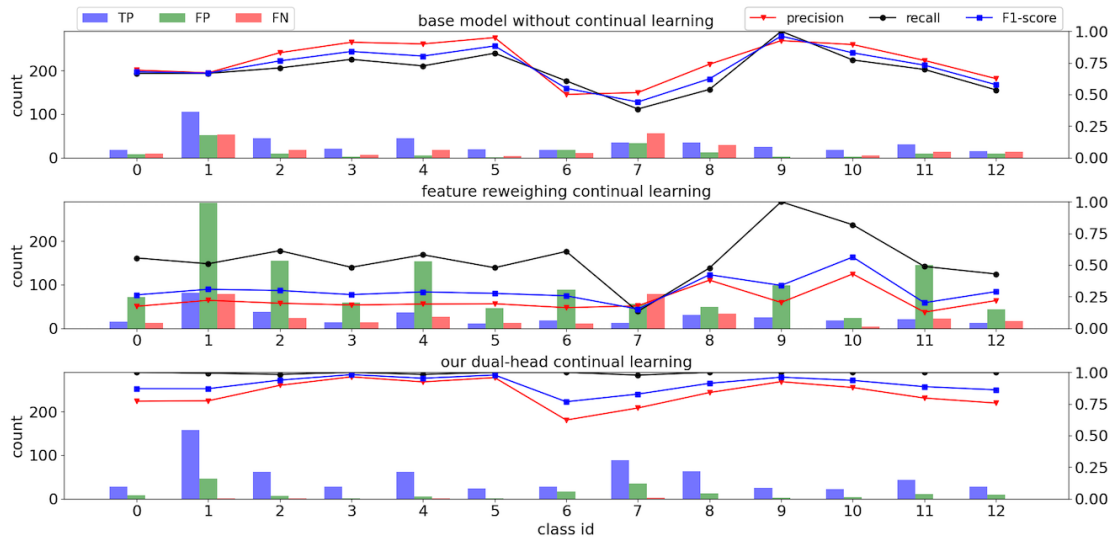 TP FP FN
base model without continual learning
precision recall F1-score
count
200
100
0
1.00
0.75
0.50
0.25
0.00
0 1 2 3 4 5 6 7 8 9 10 11 12
feature reweighing continual learning
count
200
100
0
1.00
0.75
0.50
0.25
0.00
0 1 2 3 4 5 6 7 8 9 10 11 12
our dual-head continual learning
count
200
100
0
1.00
0.75
0.50
0.25
0.00
0 1 2 3 4 5 6 7 8 9 10 11 12
class id